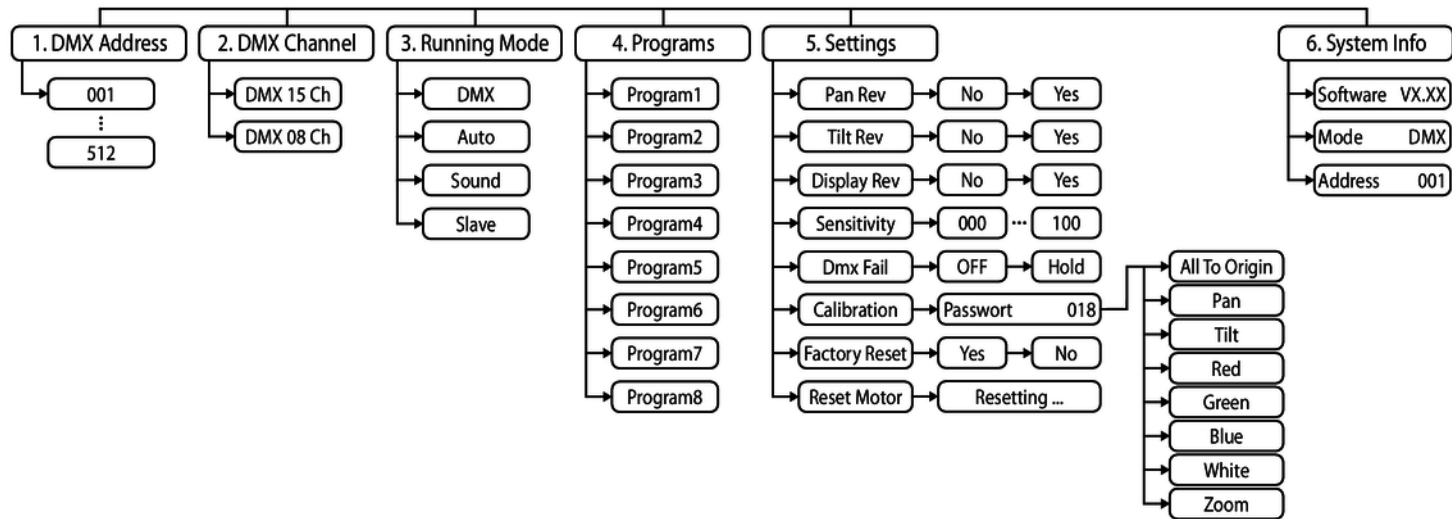 1. DMX Address
001
⋮
512
2. DMX Channel
DMX 15 Ch
DMX 08 Ch
3. Running Mode
DMX
Auto
Sound
Slave
4. Programs
Program1
Program2
Program3
Program4
Program5
Program6
Program7
Program8
5. Settings
Pan Rev No Yes
Tilt Rev No Yes
Display Rev No Yes
Sensitivity 000 ... 100
Dmx Fail OFF Hold
Calibration Passwort 018
Factory Reset Yes No
Reset Motor Resetting ...
All To Origin
Pan
Tilt
Red
Green
Blue
White
Zoom
6. System Info
Software VX.XX
Mode DMX
Address 001